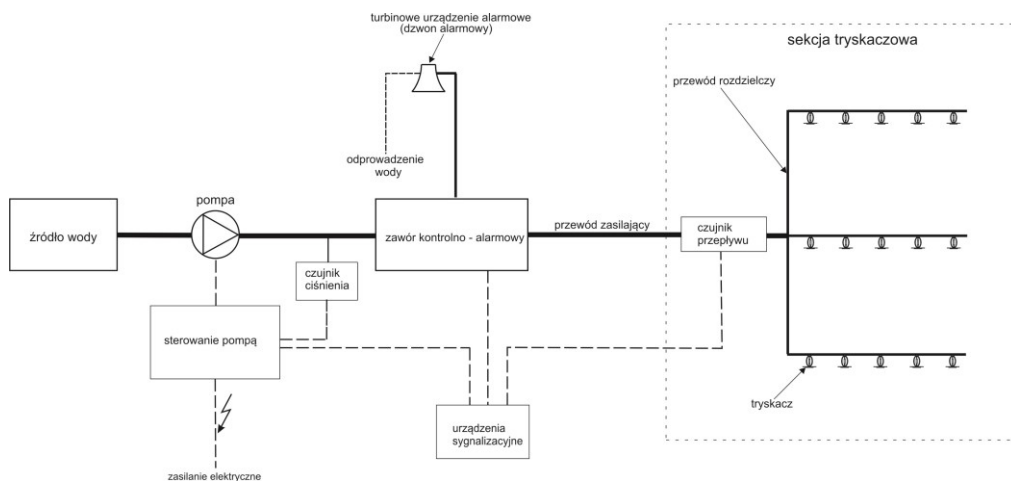 turbinowe urządzenie alarmowe
(dzwon alarmowy)
sekcja tryskaczowa
przewód rozdzielczy
odprowadzenie
wody
pompa
źródło wody
zawór kontrolno - alarmowy
przewód zasilający
czujnik
przepływu
czujnik
ciśnienia
sterowanie pompą
tryskacz
urządzenia
sygnalizacyjne
zasilanie elektryczne